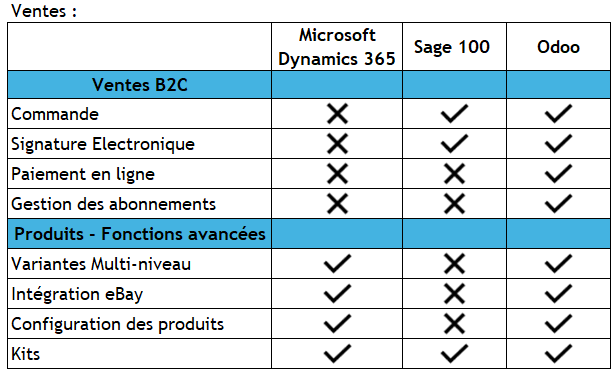 Ventes :
Microsoft Dynamics 365 Sage 100 Odoo
Ventes B2C
Commande ✗ ✓ ✓
Signature Electronique ✗ ✓ ✓
Paiement en ligne ✗ ✗ ✓
Gestion des abonnements ✗ ✗ ✓
Produits - Fonctions avancées
Variantes Multi-niveau ✓ ✗ ✓
Intégration eBay ✓ ✗ ✓
Configuration des produits ✓ ✗ ✓
Kits ✓ ✓ ✓